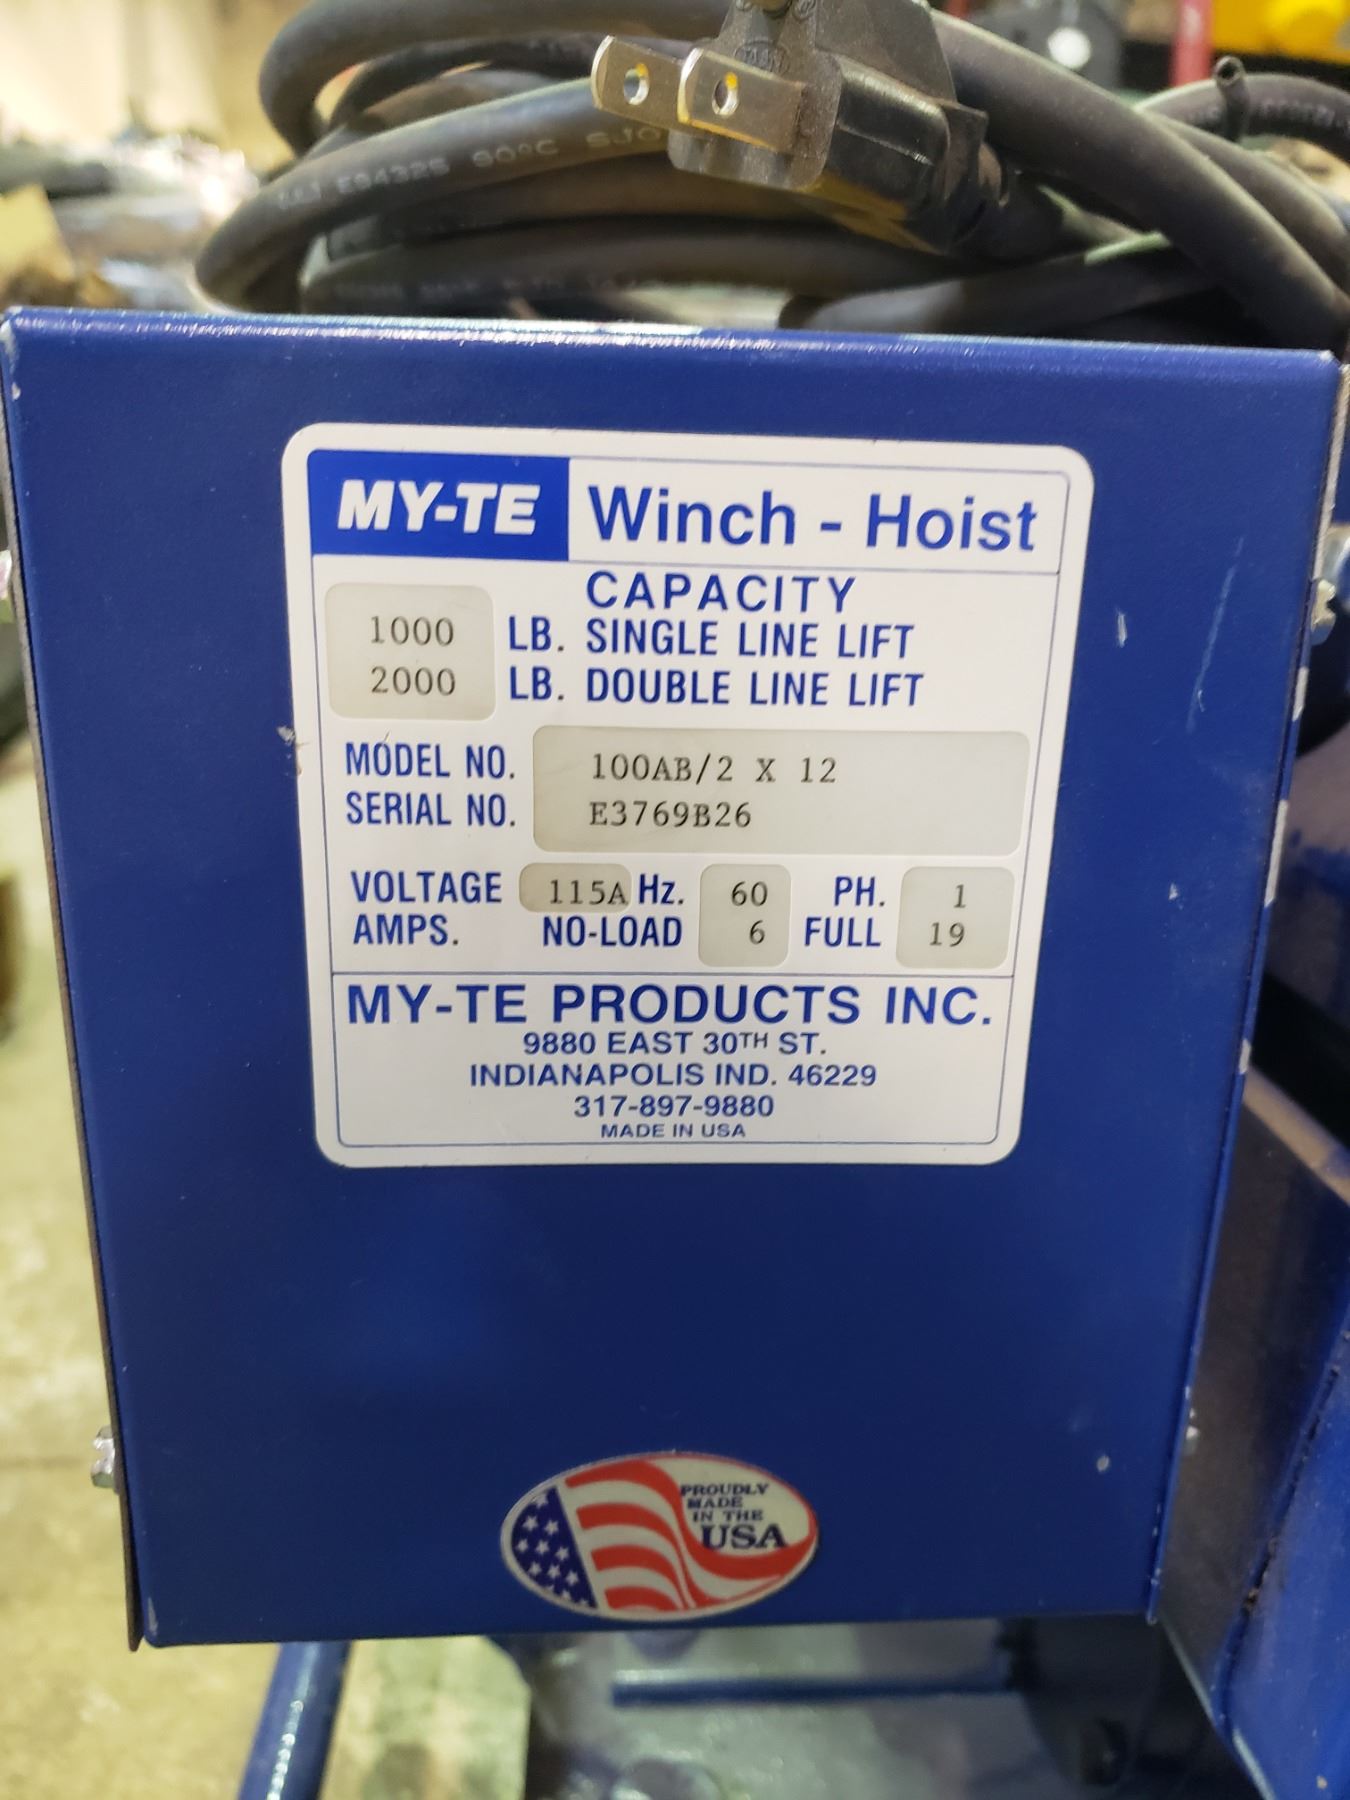 E94325 90°C SJO
MY-TE Winch - Hoist
CAPACITY
1000 LB. SINGLE LINE LIFT
2000 LB. DOUBLE LINE LIFT
MODEL NO. 100AB/2 X 12
SERIAL NO. E3769B26
VOLTAGE 115A Hz. 60 PH. 1
AMPS. NO-LOAD 6 FULL 19
MY-TE PRODUCTS INC.
9880 EAST 30TH ST.
INDIANAPOLIS IND. 46229
317-897-9880
MADE IN USA
PROUDLY
MADE
IN THE
USA